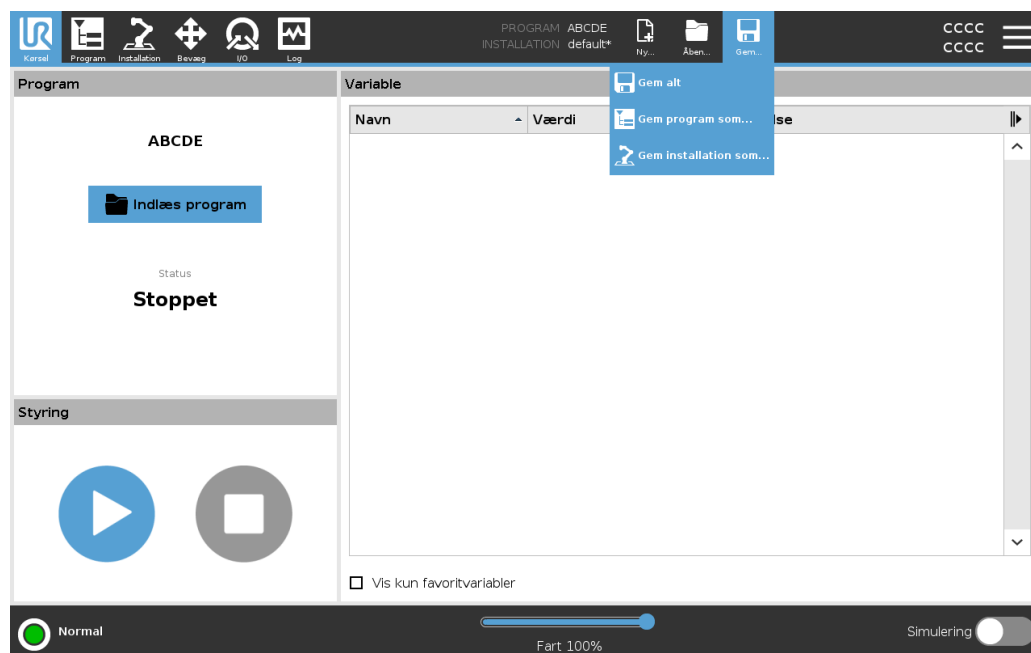 UR
Kørsel
Program
Installation
Bevæg
I/O
Log
PROGRAM ABCDE
INSTALLATION default*
Ny...
Åben...
Gem...
CCCC
CCCC
Gem alt
Gem program som...
Gem installation som...
Program
ABCDE
Indlæs program
Status
Stoppet
Styring
Variable
Navn
Værdi
lse
Vis kun favoritvariabler
Normal
Fart 100%
Simulering